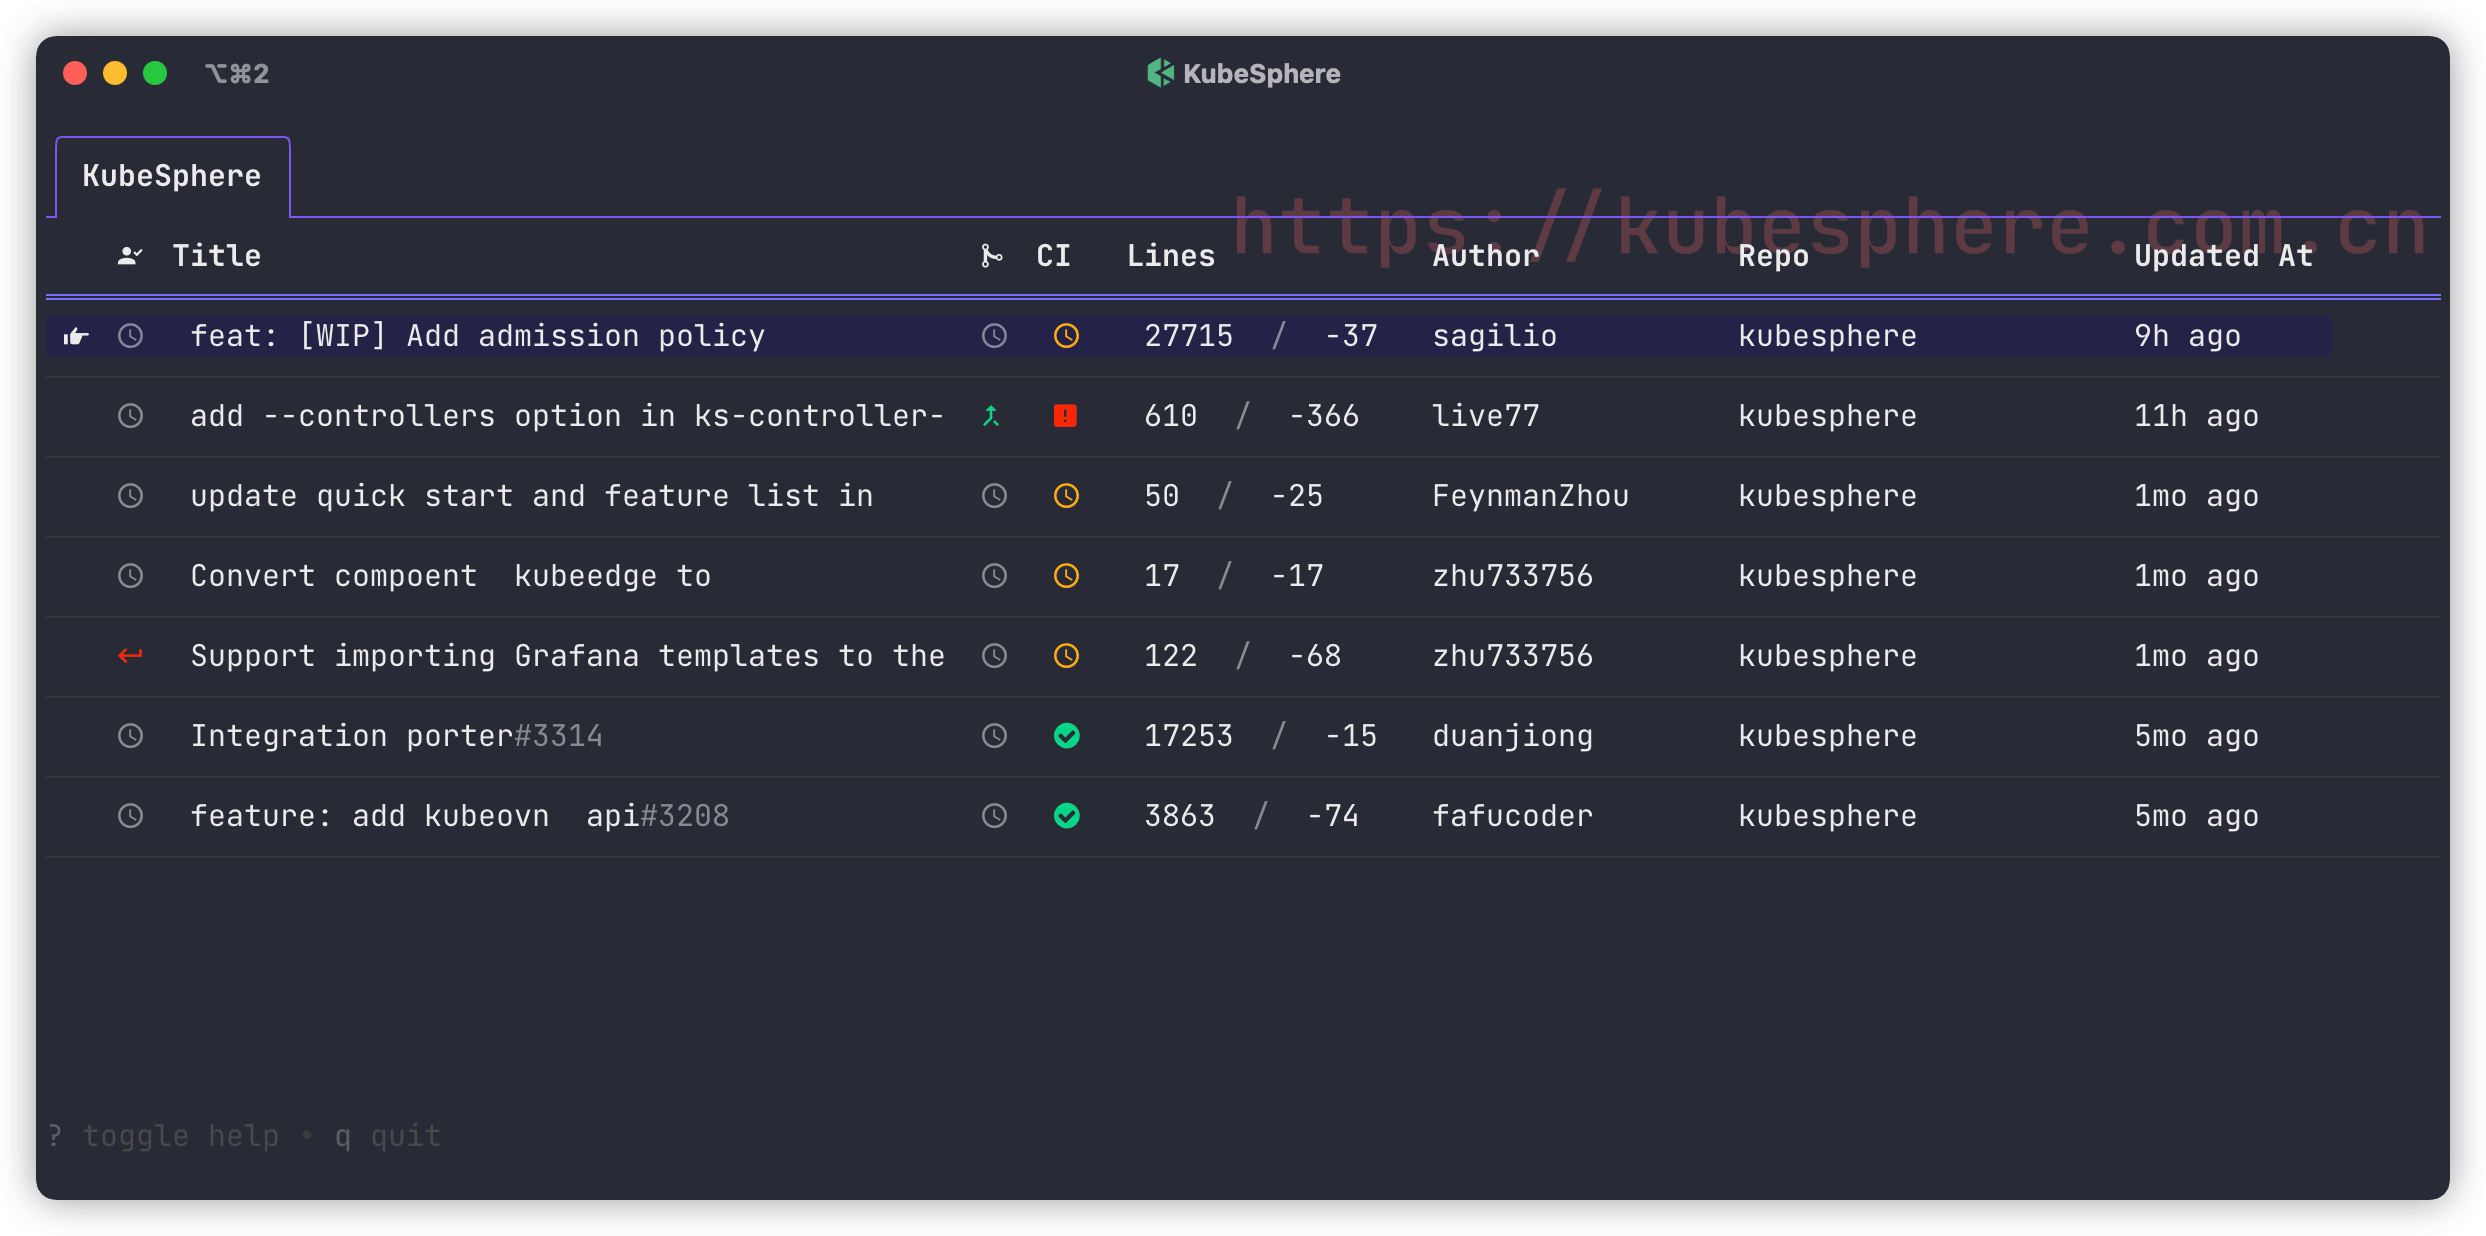 ⌥⌘2 KubeSphere
KubeSphere
https://kubesphere.com.cn
Title CI Lines Author Repo Updated At
feat: [WIP] Add admission policy 27715 / -37 sagilio kubesphere 9h ago
add --controllers option in ks-controller- 610 / -366 live77 kubesphere 11h ago
update quick start and feature list in 50 / -25 FeynmanZhou kubesphere 1mo ago
Convert compoent  kubeedge to 17 / -17 zhu733756 kubesphere 1mo ago
Support importing Grafana templates to the 122 / -68 zhu733756 kubesphere 1mo ago
Integration porter#3314 17253 / -15 duanjiong kubesphere 5mo ago
feature: add kubeovn  api#3208 3863 / -74 fafucoder kubesphere 5mo ago
? toggle help • q quit